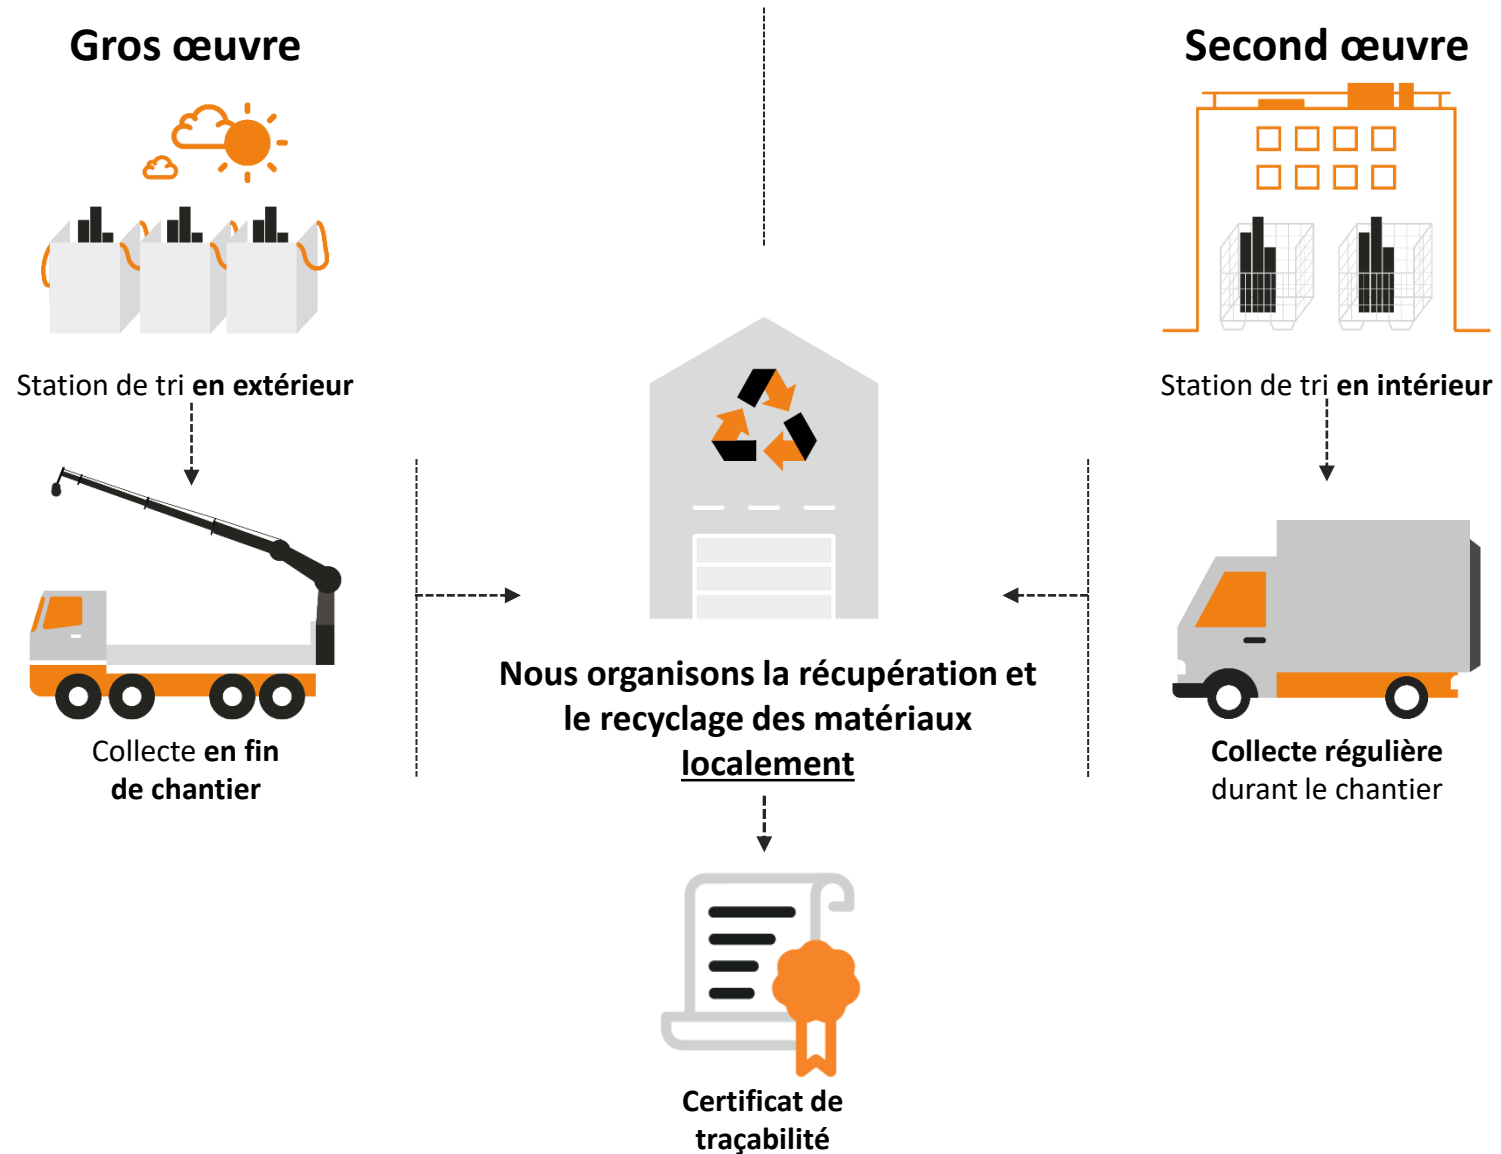 Gros œuvre
Station de tri en extérieur
Collecte en fin
de chantier
Second œuvre
Station de tri en intérieur
Collecte régulière
durant le chantier
Nous organisons la récupération et
le recyclage des matériaux
localement
Certificat de
traçabilité